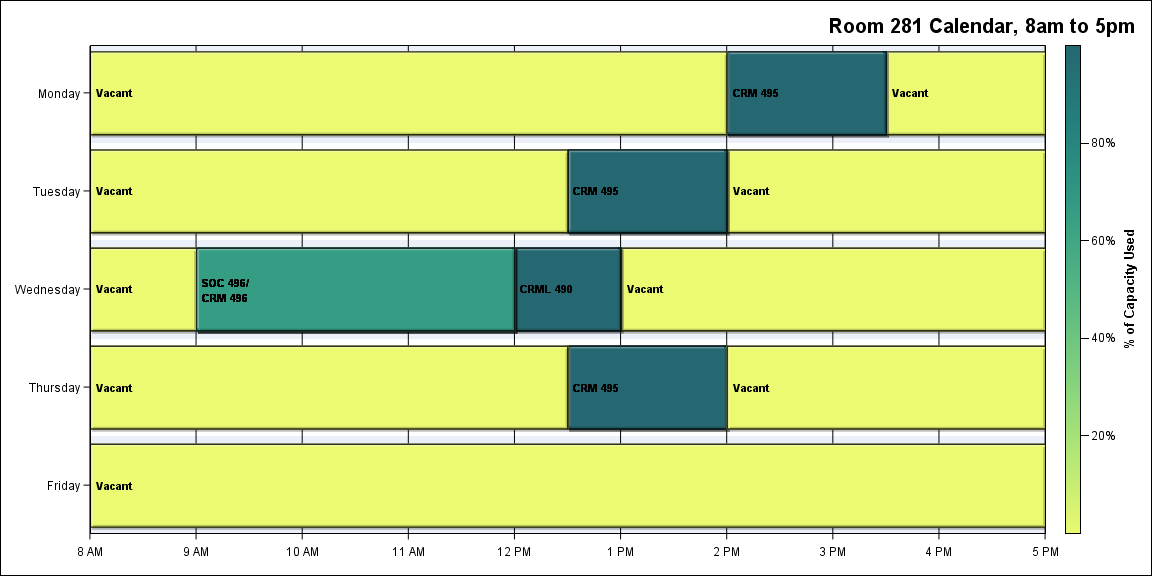 Room 281 Calendar, 8am to 5pm
Monday
Vacant
CRM 495
Vacant
80%
Tuesday
Vacant
CRM 495
Vacant
60%
% of Capacity Used
Wednesday
Vacant
SOC 496/
CRM 496
CRML 490
Vacant
40%
Thursday
Vacant
CRM 495
Vacant
20%
Friday
Vacant
8 AM
9 AM
10 AM
11 AM
12 PM
1 PM
2 PM
3 PM
4 PM
5 PM